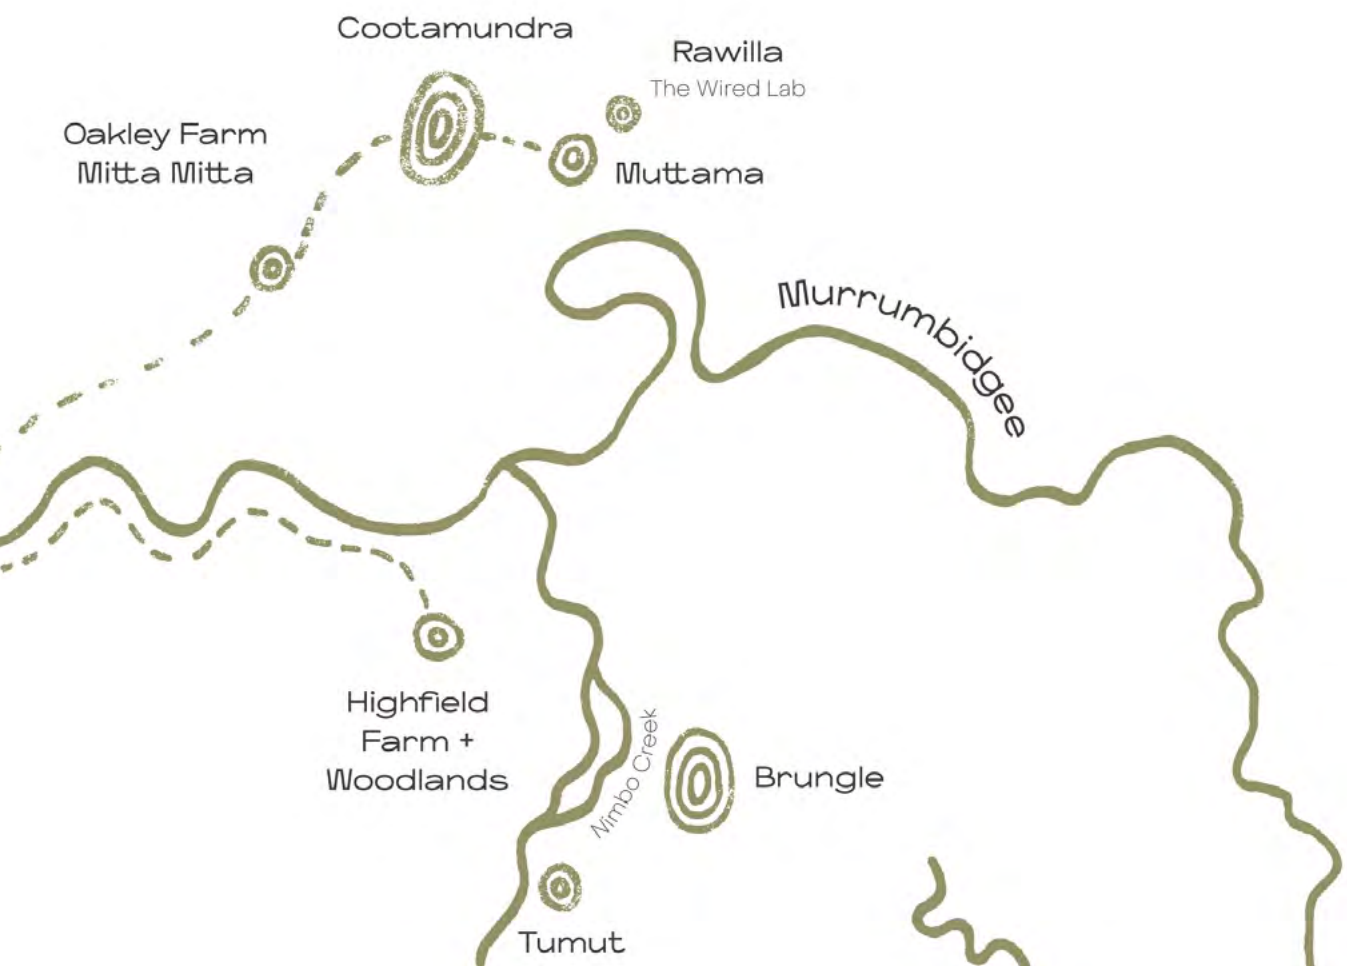 Cootamundra
Rawilla
The Wired Lab
Oakley Farm
Mitta Mitta
Muttama
Murrumbidgee
Highfield
Farm +
Woodlands
Nimbo Creek
Brungle
Tumut